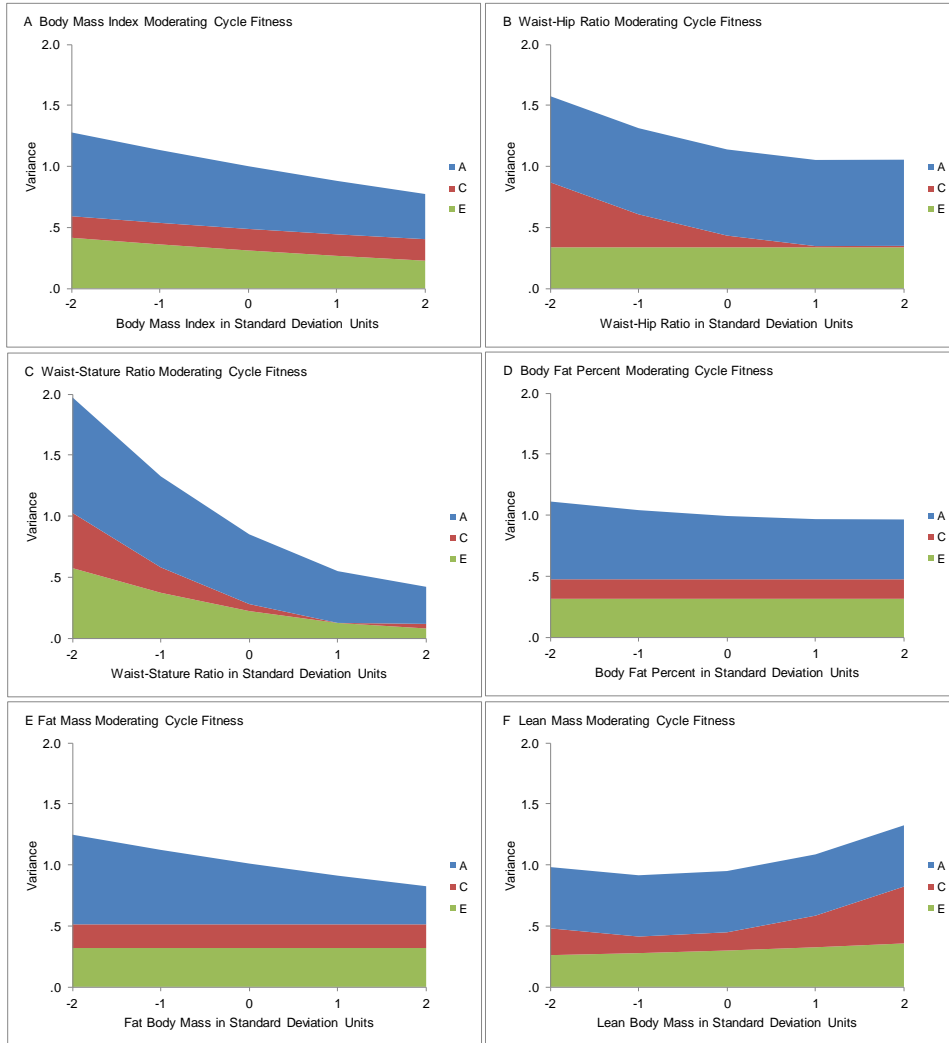 A Body Mass Index Moderating Cycle Fitness
2.0
1.5
1.0
.5
.0
Variance
-2 -1 0 1 2
Body Mass Index in Standard Deviation Units
A
C
E
B Waist-Hip Ratio Moderating Cycle Fitness
2.0
1.5
1.0
.5
.0
Variance
-2 -1 0 1 2
Waist-Hip Ratio in Standard Deviation Units
A
C
E
C Waist-Stature Ratio Moderating Cycle Fitness
2.0
1.5
1.0
.5
.0
Variance
-2 -1 0 1 2
Waist-Stature Ratio in Standard Deviation Units
A
C
E
D Body Fat Percent Moderating Cycle Fitness
2.0
1.5
1.0
.5
.0
Variance
-2 -1 0 1 2
Body Fat Percent in Standard Deviation Units
A
C
E
E Fat Mass Moderating Cycle Fitness
2.0
1.5
1.0
.5
.0
Variance
-2 -1 0 1 2
Fat Body Mass in Standard Deviation Units
A
C
E
F Lean Mass Moderating Cycle Fitness
2.0
1.5
1.0
.5
.0
Variance
-2 -1 0 1 2
Lean Body Mass in Standard Deviation Units
A
C
E